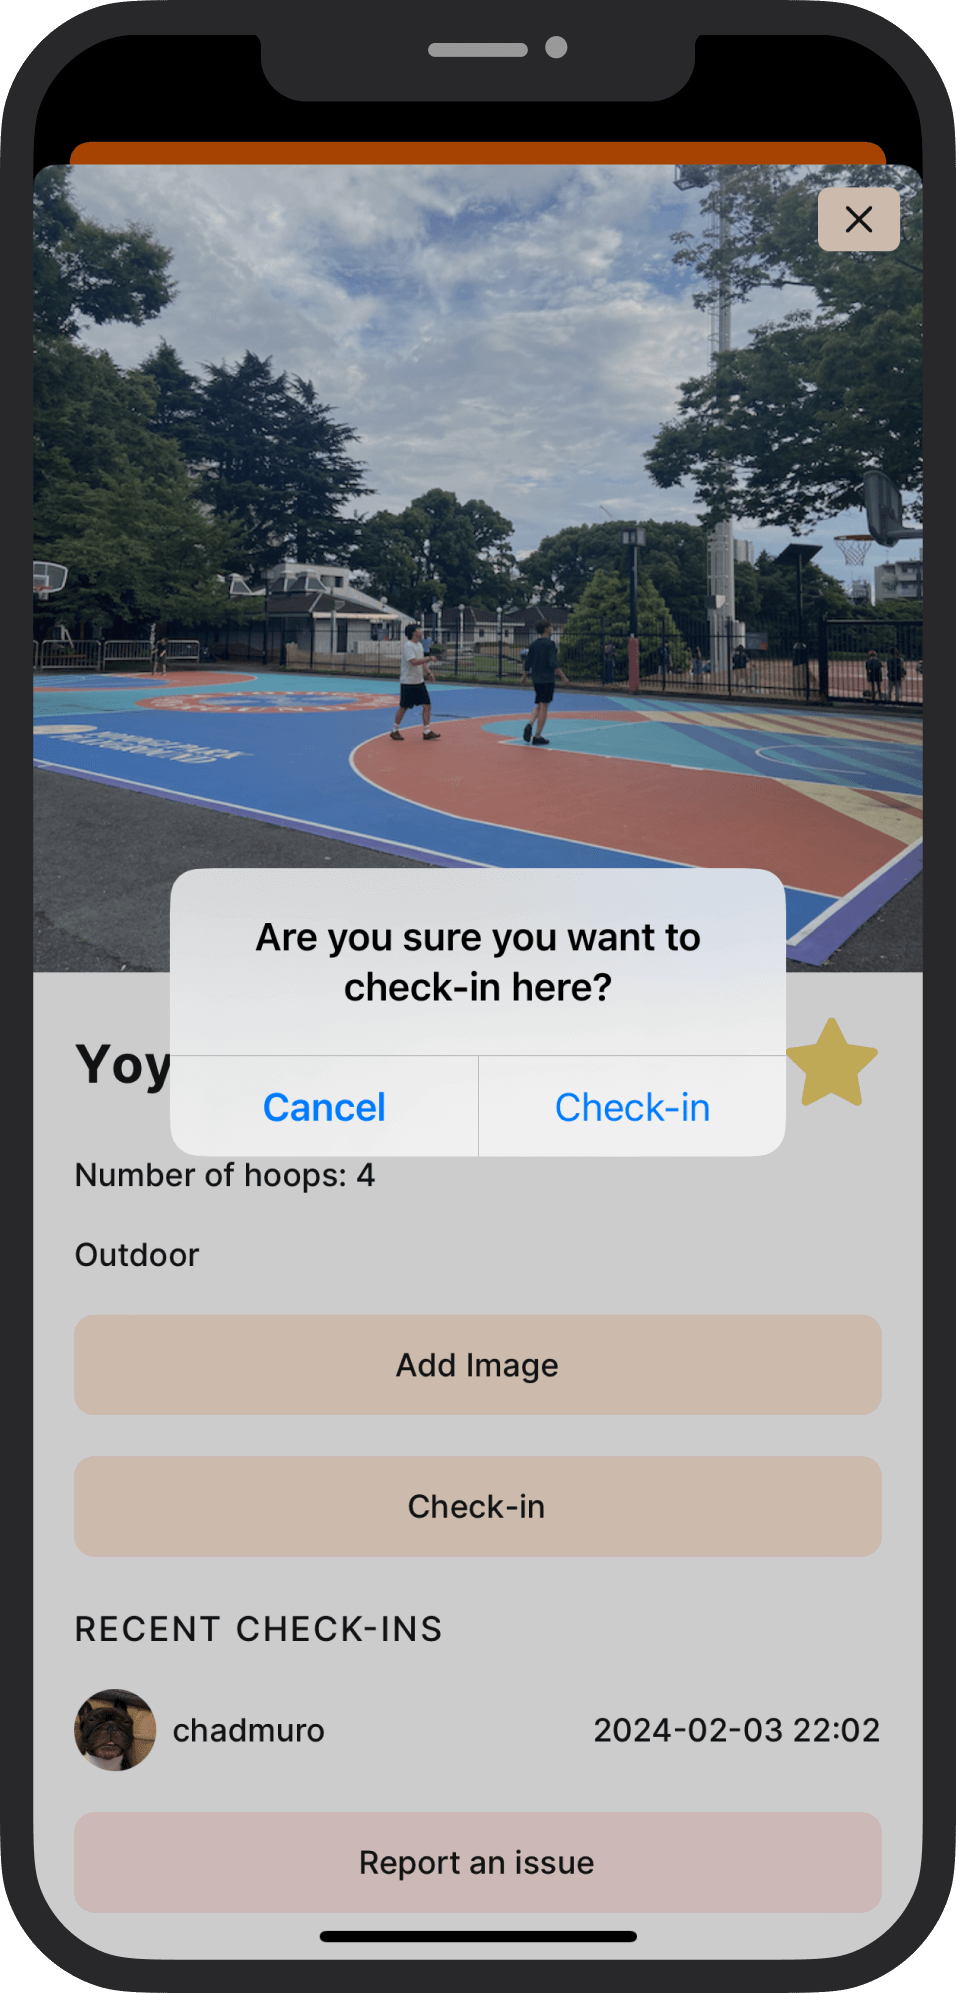 Are you sure you want to
check-in here?
Cancel
Check-in
Yoy
Number of hoops: 4
Outdoor
Add Image
Check-in
RECENT CHECK-INS
chadmuro 2024-02-03 22:02
Report an issue